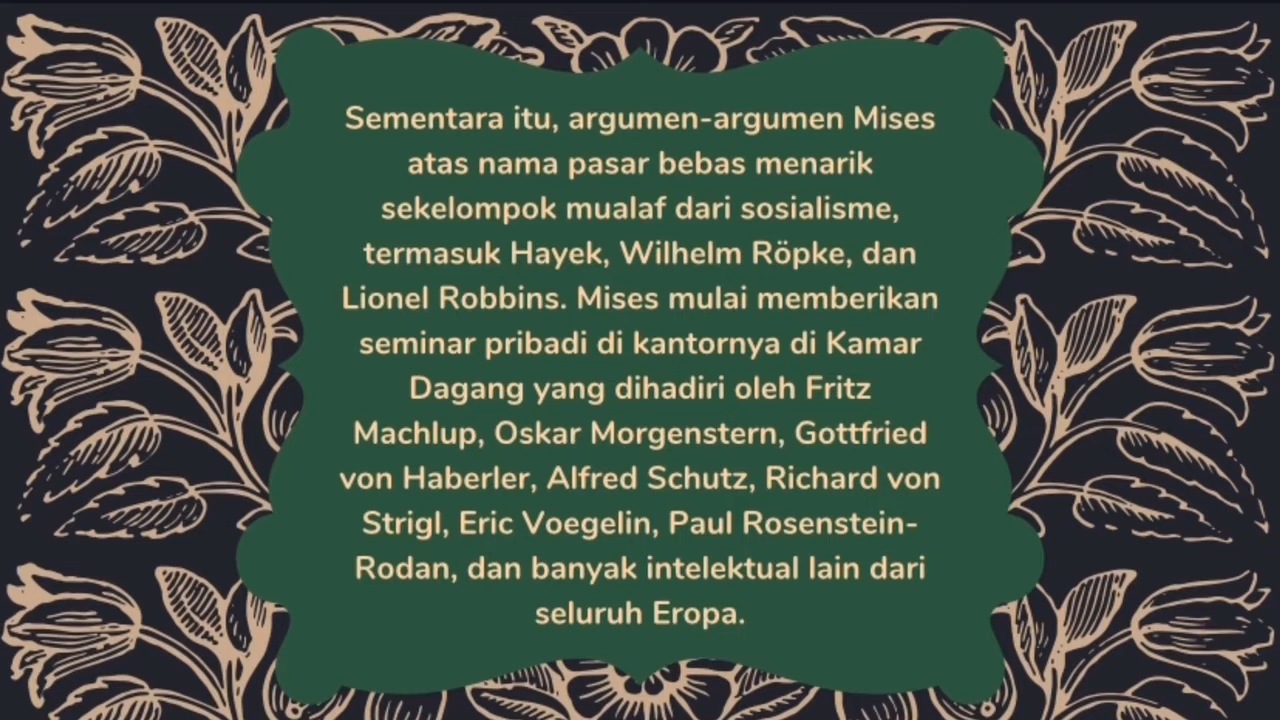 Sementara itu, argumen-argumen Mises
atas nama pasar bebas menarik
sekelompok mualaf dari sosialisme,
termasuk Hayek, Wilhelm Röpke, dan
Lionel Robbins. Mises mulai memberikan
seminar pribadi di kantornya di Kamar
Dagang yang dihadiri oleh Fritz
Machlup, Oskar Morgenstern, Gottfried
von Haberler, Alfred Schutz, Richard von
Strigl, Eric Voegelin, Paul Rosenstein-
Rodan, dan banyak intelektual lain dari
seluruh Eropa.